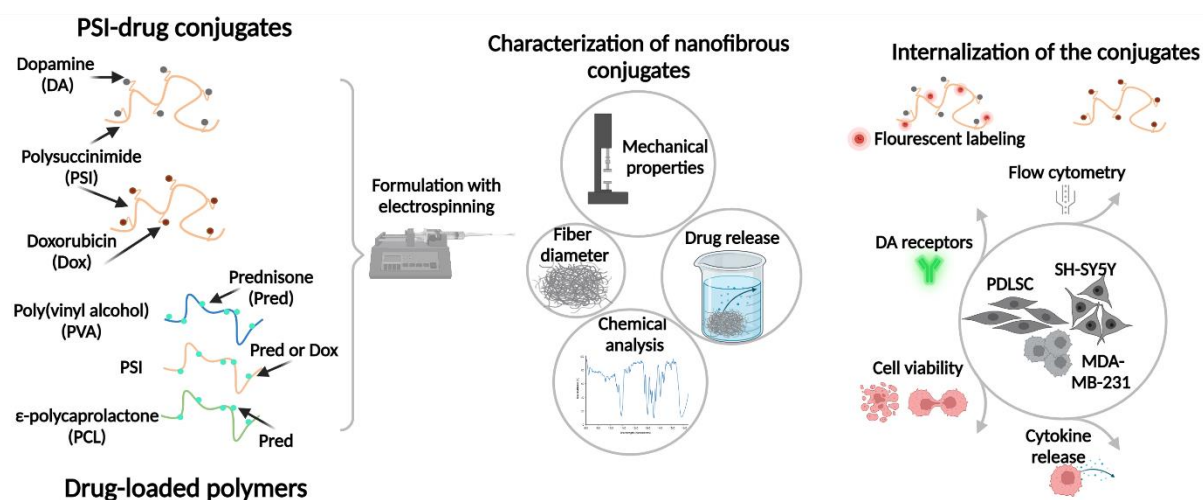 PSI-drug conjugates
Dopamine
(DA)
Polysuccinimide
(PSI)
Doxorubicin
(Dox)
Prednisone
(Pred)
Poly(vinyl alcohol)
(PVA)
Pred or Dox
PSI
ε-polycaprolactone
(PCL)
Pred
Drug-loaded polymers
Formulation with
electrospinning
Characterization of nanofibrous
conjugates
Mechanical
properties
Fiber
diameter
Drug release
Chemical
analysis
Internalization of the conjugates
Flourescent labeling
Flow cytometry
DA receptors
PDLSC
SH-SY5Y
MDA-
MB-231
Cell viability
Cytokine
release